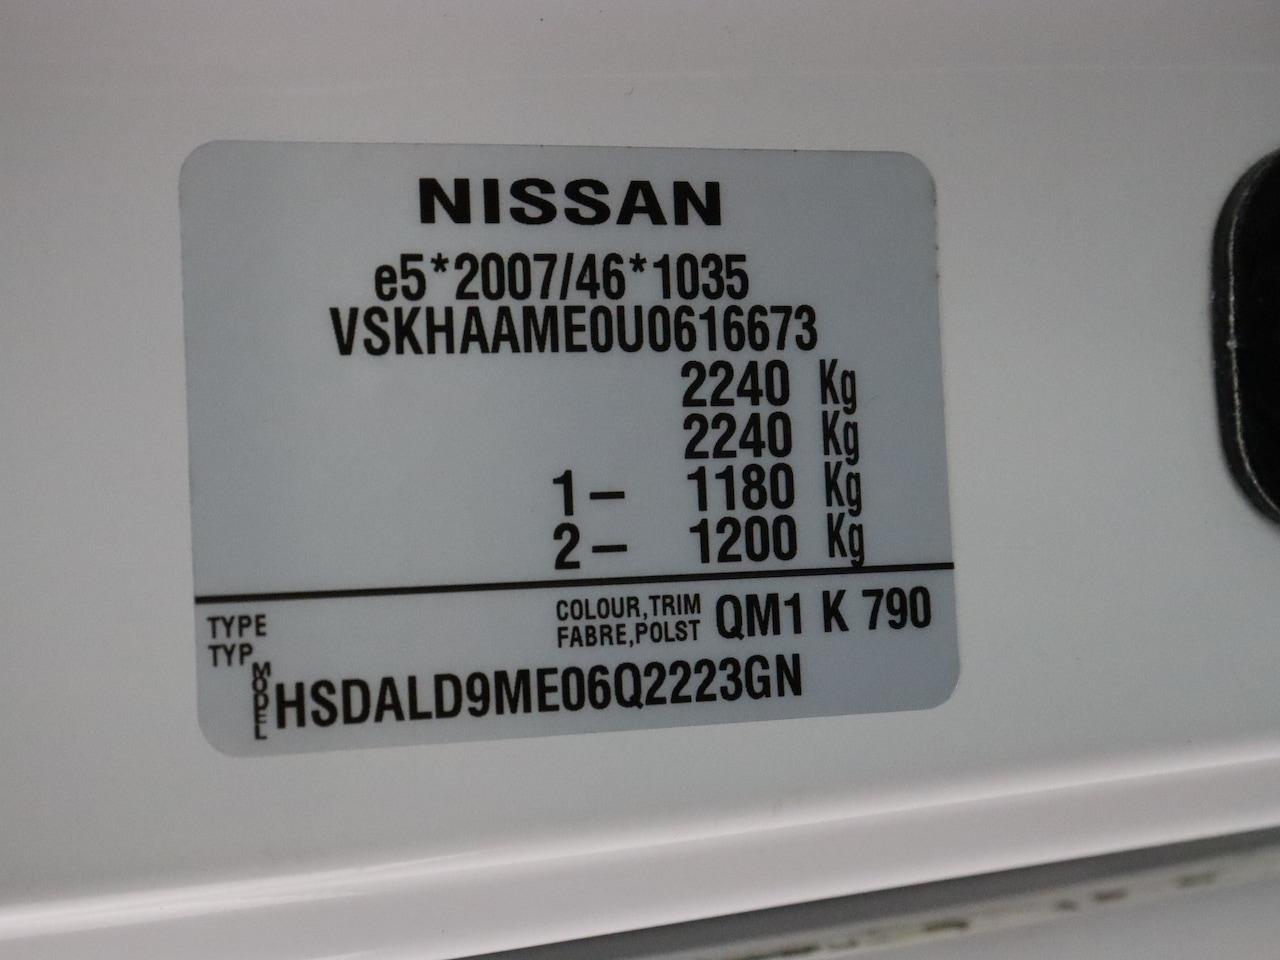 NISSAN
e5*2007/46*1035
VSKHAAME0U0616673
2240 Kg
2240 Kg
1– 1180 Kg
2– 1200 Kg
TYPE
TYP
COLOUR,TRIM
FABRE,POLST
QM1 K 790
MODEL
HSDALD9ME06Q2223GN